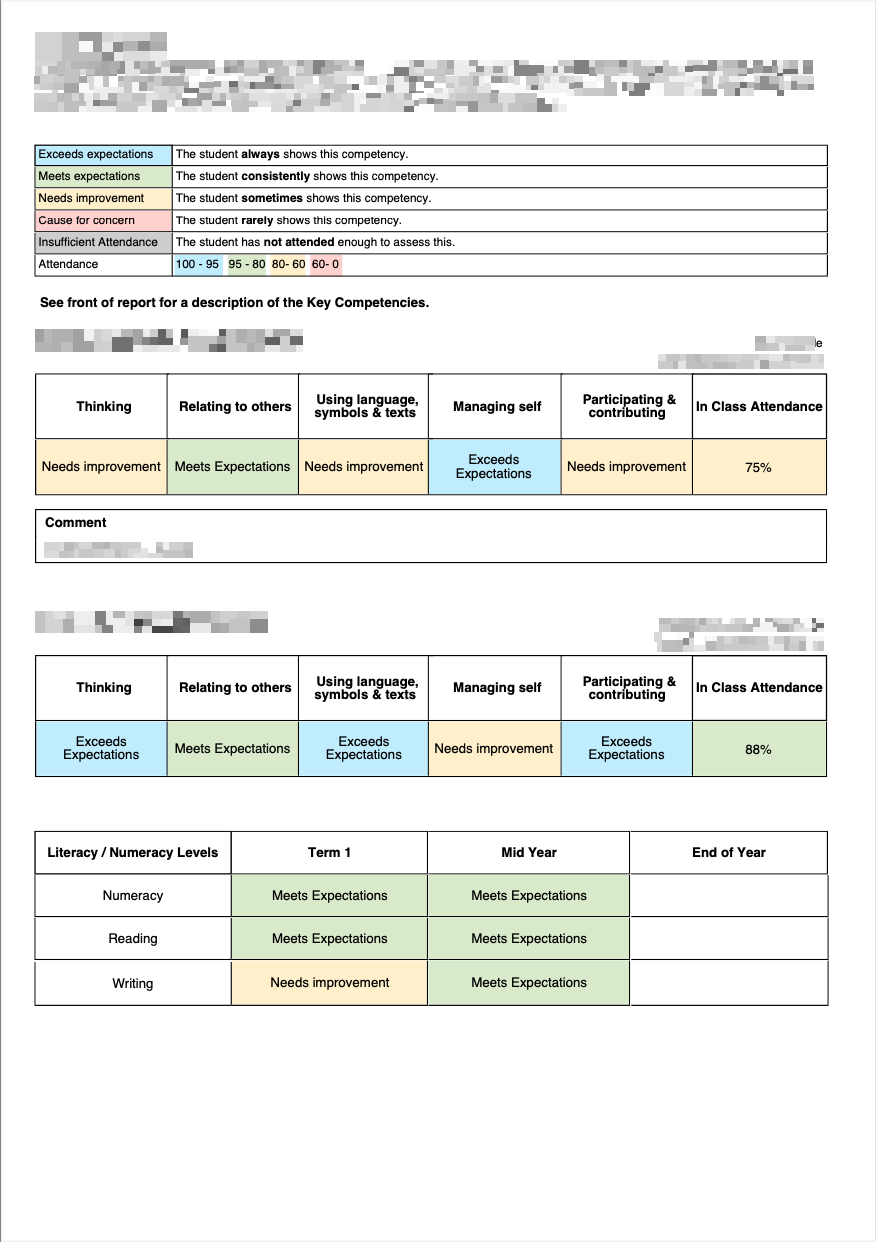 Exceeds expectations The student always shows this competency.
Meets expectations The student consistently shows this competency.
Needs improvement The student sometimes shows this competency.
Cause for concern The student rarely shows this competency.
Insufficient Attendance The student has not attended enough to assess this.
Attendance 100 - 95 95 - 80 80- 60 60- 0
See front of report for a description of the Key Competencies.
Thinking Relating to others Using language, symbols & texts Managing self Participating & contributing In Class Attendance
Needs improvement Meets Expectations Needs improvement Exceeds Expectations Needs improvement 75%
Comment
Thinking Relating to others Using language, symbols & texts Managing self Participating & contributing In Class Attendance
Exceeds Expectations Meets Expectations Exceeds Expectations Needs improvement Exceeds Expectations 88%
Literacy / Numeracy Levels Term 1 Mid Year End of Year
Numeracy Meets Expectations Meets Expectations
Reading Meets Expectations Meets Expectations
Writing Needs improvement Meets Expectations